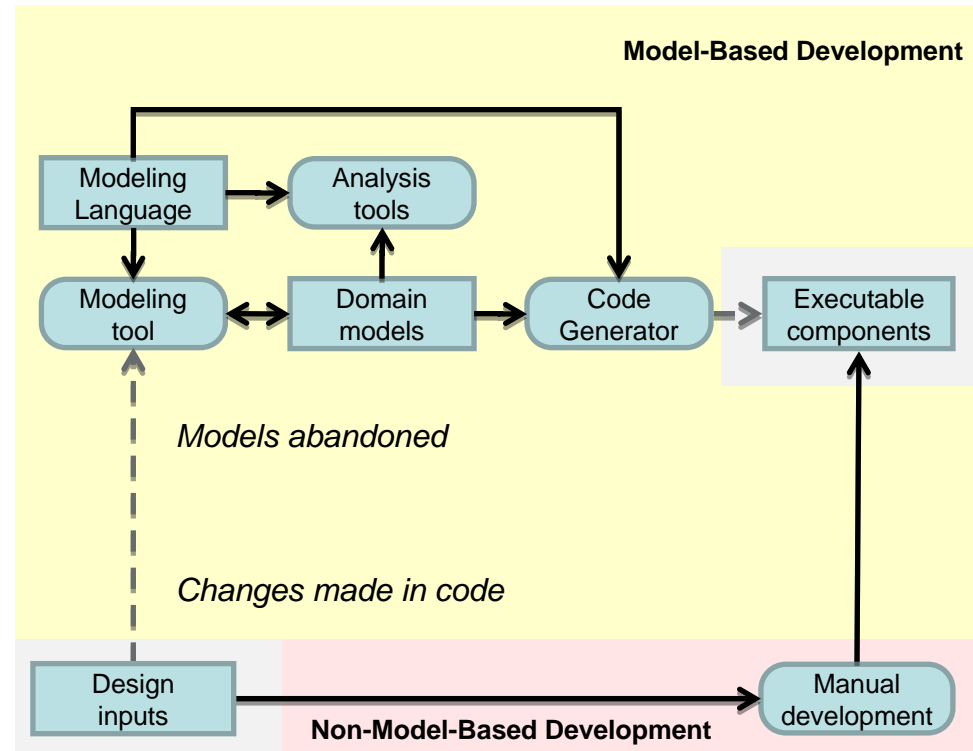 Model-Based Development
Modeling
Language
Analysis
tools
Modeling
tool
Domain
models
Code
Generator
Executable
components
Models abandoned
Changes made in code
Design
inputs
Manual
development
Non-Model-Based Development